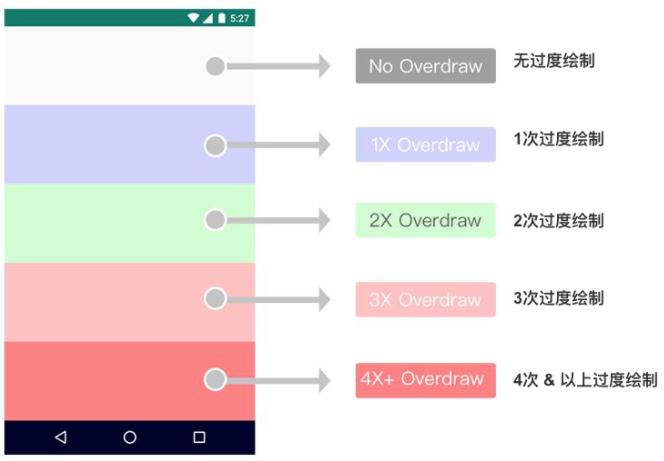 5:27
No Overdraw 无过度绘制
1X Overdraw 1次过度绘制
2X Overdraw 2次过度绘制
3X Overdraw 3次过度绘制
4X+ Overdraw 4次 & 以上过度绘制